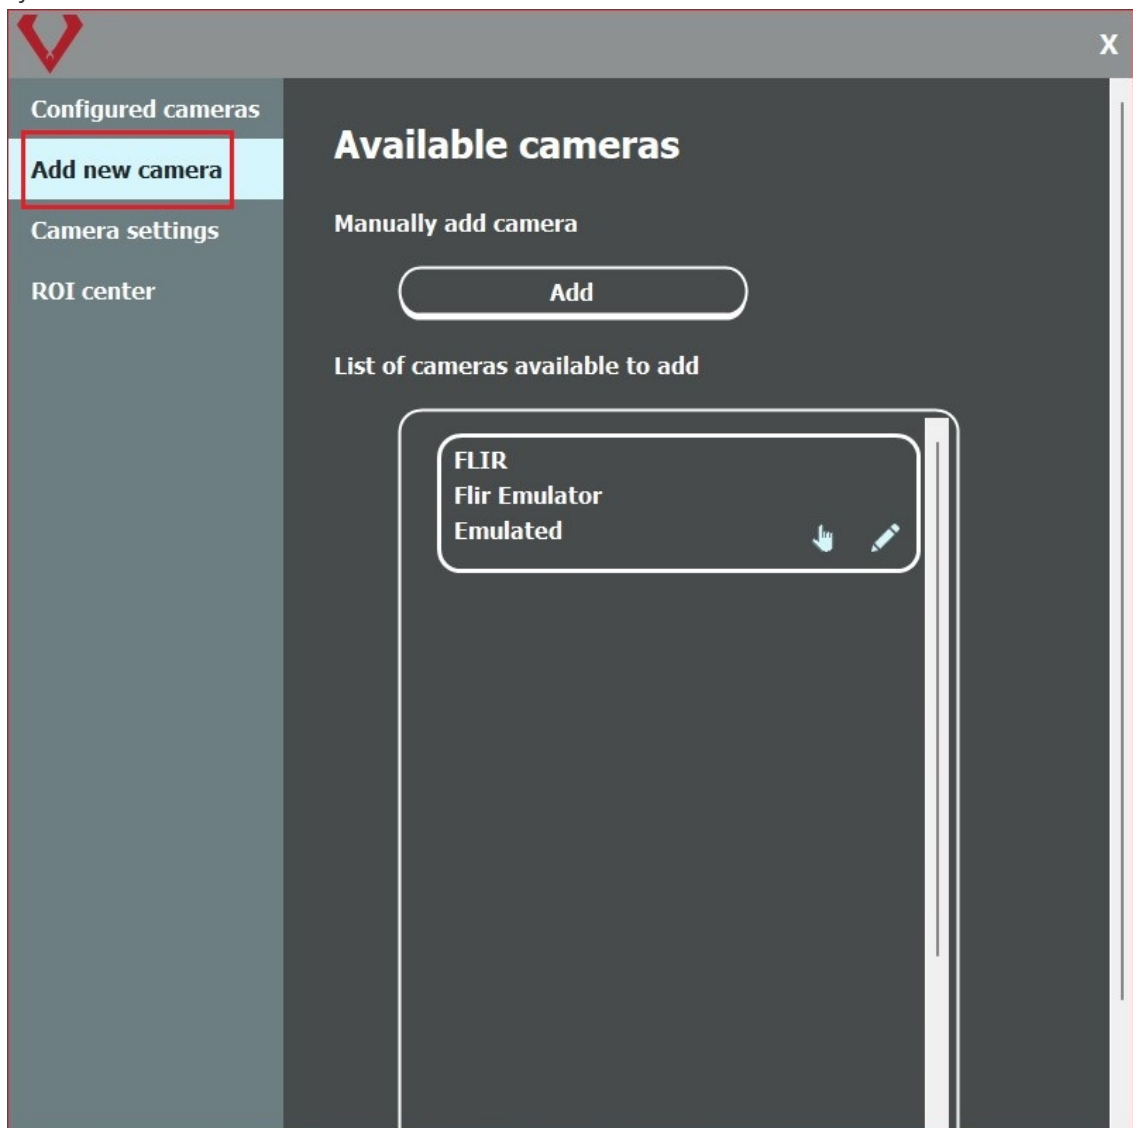 X
Configured cameras
Add new camera
Camera settings
ROI center
Available cameras
Manually add camera
Add
List of cameras available to add
FLIR
Flir Emulator
Emulated